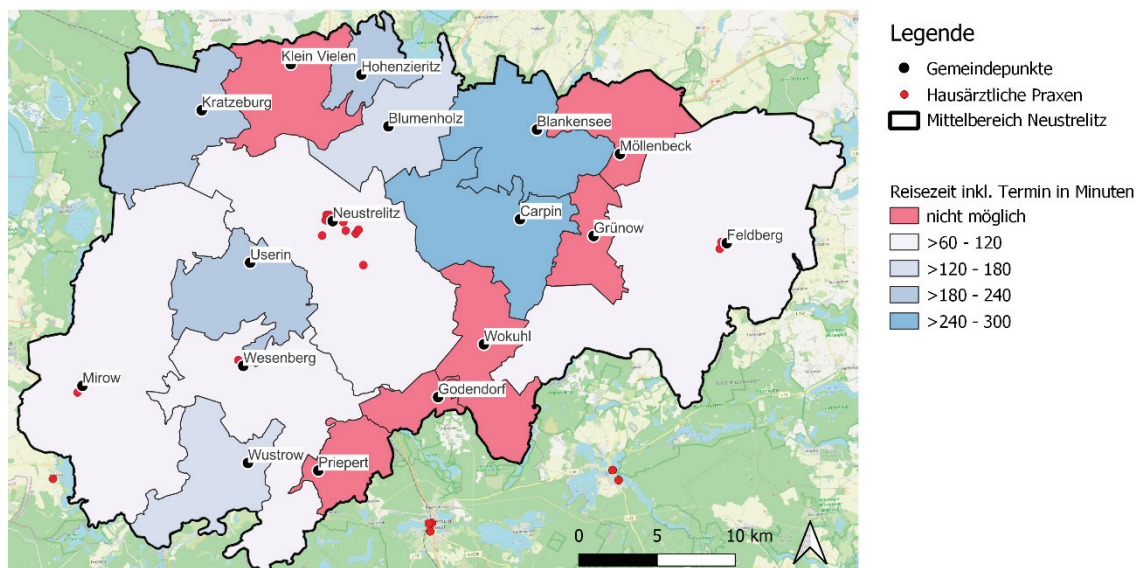 Klein Vielen
Hohenzieritz
Kratzeburg
Blumenholz
Blankensee
Möllenbeck
Neustrelitz
Carpin
Grünow
Feldberg
Userin
Wokuhl
Wesenberg
Mirow
Godendorf
Wustrow
Priepert
0 5 10 km
Legende
Gemeindepunkte
Hausärztliche Praxen
Mittelbereich Neustrelitz
Reisezeit inkl. Termin in Minuten
nicht möglich
>60 - 120
>120 - 180
>180 - 240
>240 - 300